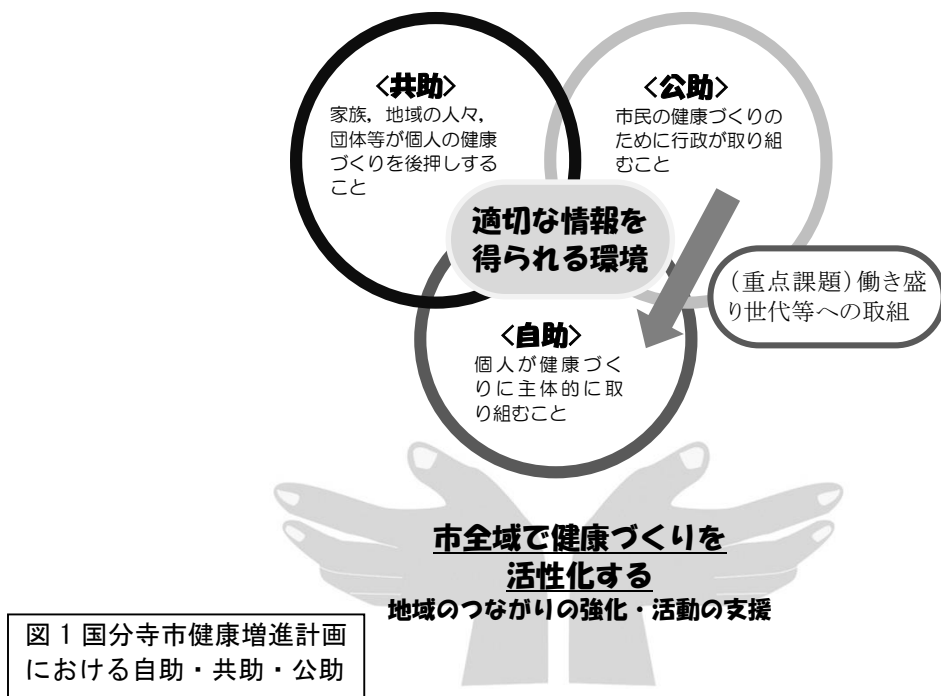 <共助>
家族，地域の人々，
団体等が個人の健康
づくりを後押しする
こと
<公助>
市民の健康づくりの
ために行政が取り組
むこと
適切な情報を
得られる環境
(重点課題)働き盛
り世代等への取組
<自助>
個人が健康づく
りに主体的に取
り組むこと
市全域で健康づくりを
活性化する
地域のつながりの強化・活動の支援
図 1 国分寺市健康増進計画
における自助・共助・公助